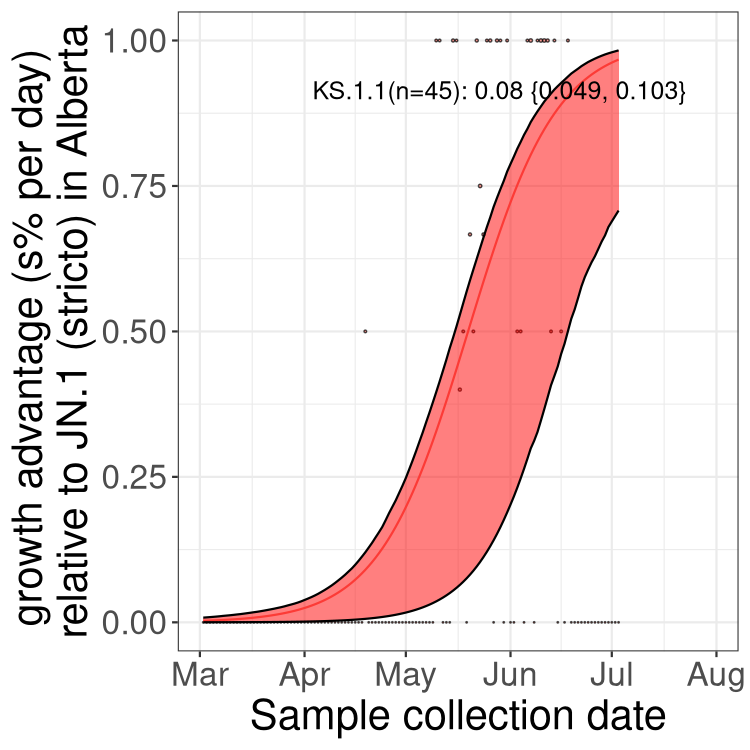 growth advantage (s% per day)
relative to JN.1 (stricto) in Alberta
1.00
KS.1.1(n=45): 0.08 {0.049, 0.103}
0.75
0.50
0.25
0.00
Mar Apr May Jun Jul Aug
Sample collection date